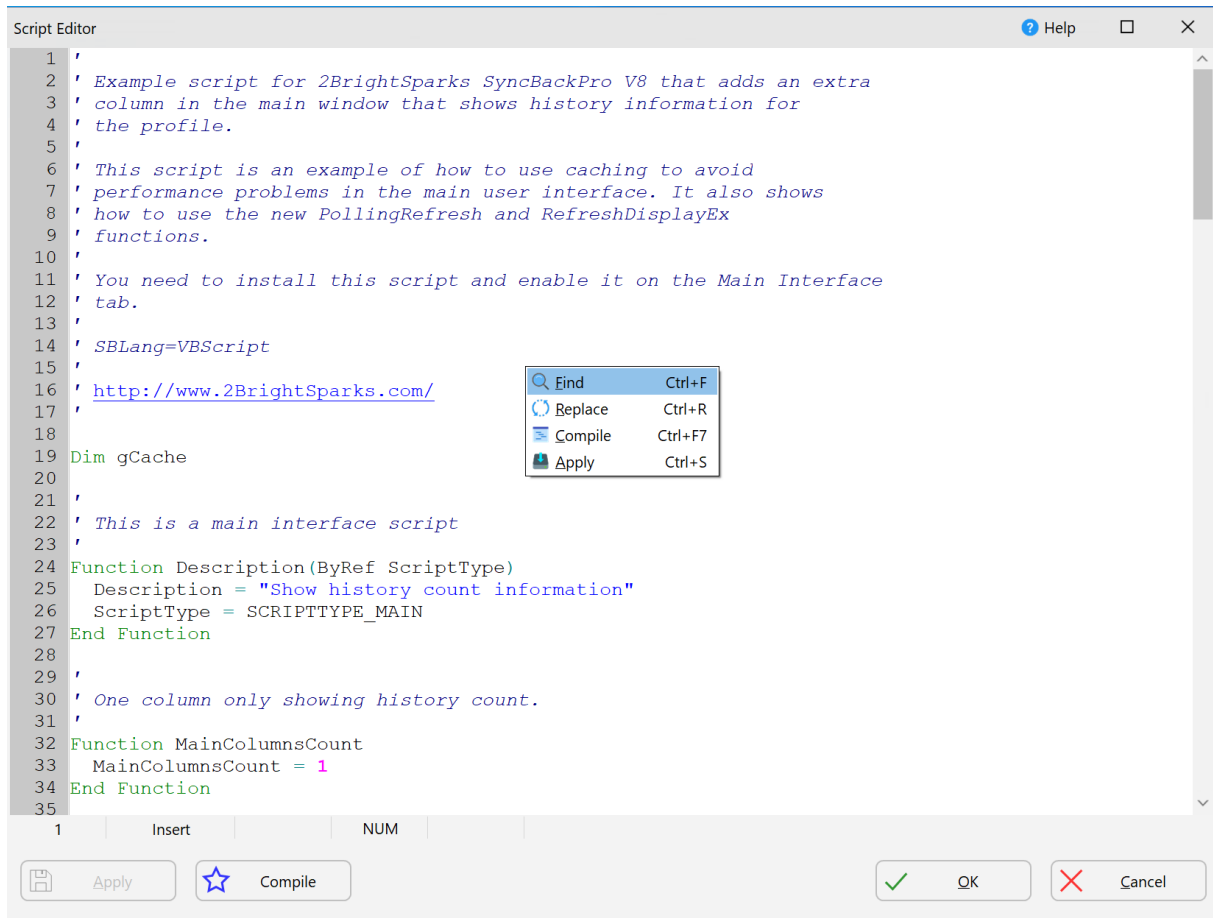 Script Editor
Help
1 '
2 ' Example script for 2BrightSparks SyncBackPro V8 that adds an extra
3 ' column in the main window that shows history information for
4 ' the profile.
5 '
6 ' This script is an example of how to use caching to avoid
7 ' performance problems in the main user interface. It also shows
8 ' how to use the new PollingRefresh and RefreshDisplayEx
9 ' functions.
10 '
11 ' You need to install this script and enable it on the Main Interface
12 ' tab.
13 '
14 ' SBLang=VBScript
15 '
16 ' http://www.2BrightSparks.com/
17 '
18
19 Dim gCache
20
21 '
22 ' This is a main interface script
23 '
24 Function Description(ByRef ScriptType)
25   Description = "Show history count information"
26   ScriptType = SCRIPTTYPE_MAIN
27 End Function
28
29 '
30 ' One column only showing history count.
31 '
32 Function MainColumnsCount
33   MainColumnsCount = 1
34 End Function
35
Find Ctrl+F
Replace Ctrl+R
Compile Ctrl+F7
Apply Ctrl+S
1 Insert NUM
Apply Compile OK Cancel